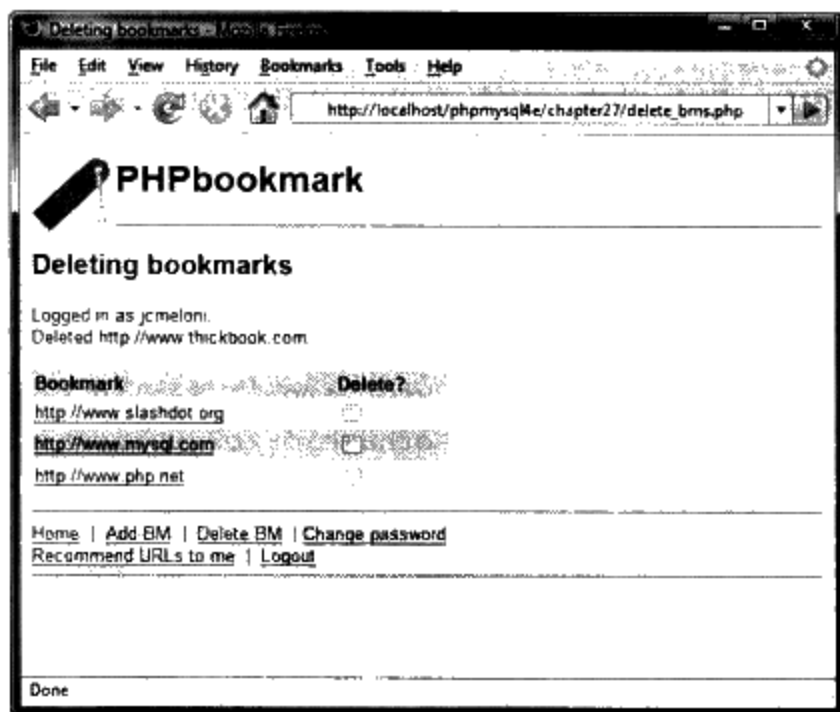 Deleting bookmarks - Mozilla Firefox
File Edit View History Bookmarks Tools Help
http://localhost/phpmysql4e/chapter27/delete_bms.php
PHPbookmark
Deleting bookmarks
Logged in as jcmeloni.
Deleted http://www.thickbook.com
Bookmark Delete?
http://www.slashdot.org
http://www.mysql.com
http://www.php.net
Home | Add BM | Delete BM | Change password
Recommend URLs to me | Logout
Done